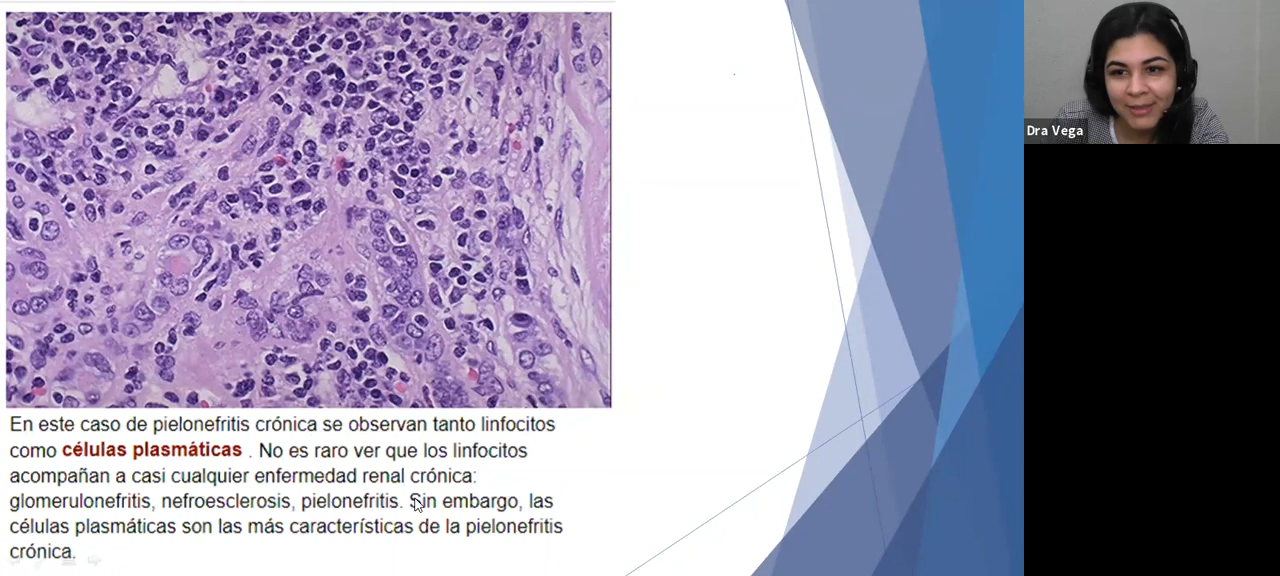 Dra Vega
En este caso de pielonefritis crónica se observan tanto linfocitos
como células plasmáticas . No es raro ver que los linfocitos
acompañan a casi cualquier enfermedad renal crónica:
glomerulonefritis, nefroesclerosis, pielonefritis. Sin embargo, las
células plasmáticas son las más características de la pielonefritis
crónica.